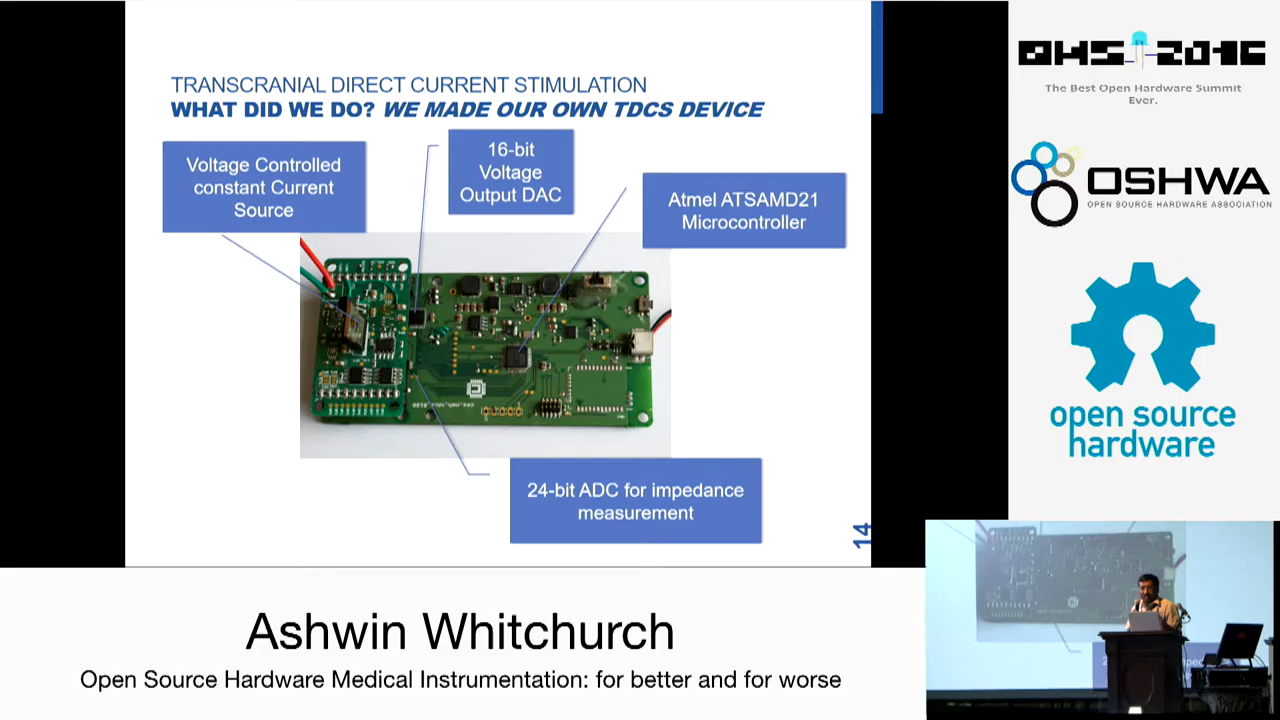 TRANSCRANIAL DIRECT CURRENT STIMULATION
WHAT DID WE DO? WE MADE OUR OWN TDCS DEVICE
Voltage Controlled
constant Current
Source
16-bit
Voltage
Output DAC
Atmel ATSAMD21
Microcontroller
24-bit ADC for impedance
measurement
14
OHS 2016
The Best Open Hardware Summit
Ever.
OSHWA
OPEN SOURCE HARDWARE ASSOCIATION
open source
hardware
Ashwin Whitchurch
Open Source Hardware Medical Instrumentation: for better and for worse